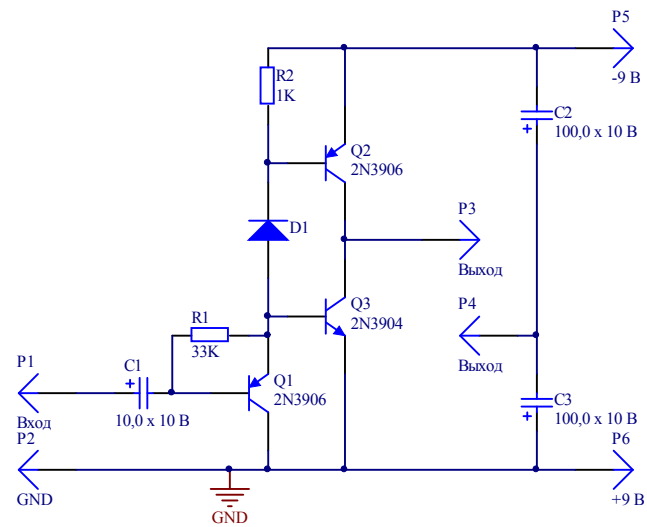 P5
-9 В
R2
1K
C2
+
100,0 x 10 В
Q2
2N3906
P3
Выход
D1
P4
Выход
Q3
2N3904
R1
33K
P1
Вход
C1
+
10,0 x 10 В
Q1
2N3906
C3
+
100,0 x 10 В
P2
GND
GND
P6
+9 В